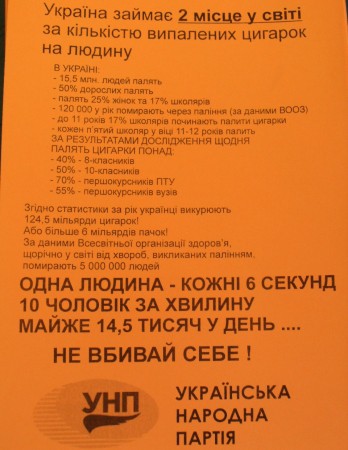 Україна займає 2 місце у світі
за кількістю випалених цигарок
на людину
В УКРАЇНІ:
- 15.5 млн. людей палять
- 50% дорослих палять
- палять 25% жінок та 17% школярів
- 120 000 у рік помирають через паління (за даними ВООЗ)
- до 11 років 17% школярів починають палити цигарки
- кожен п'ятий школяр у віці 11-12 років палить
ЗА РЕЗУЛЬТАТАМИ ДОСЛІДЖЕННЯ ЩОДНЯ
ПАЛЯТЬ ЦИГАРКИ ПОНАД:
- 40% - 8-класників
- 50% - 10-класників
- 70% - першокурсників ПТУ
- 55% - першокурсників вузів
Згідно статистики за рік українці викурюють
124,5 мільярди цигарок!
Або більше 6 мільярдів пачок!
За даними Всесвітньої організації здоров'я,
щорічно у світі від хвороб, викликаних палінням.
помирають 5 000 000 людей
ОДНА ЛЮДИНА - КОЖНІ 6 СЕКУНД
10 ЧОЛОВІК ЗА ХВИЛИНУ
МАЙЖЕ 14,5 ТИСЯЧ У ДЕНЬ ....
НЕ ВБИВАЙ СЕБЕ !
УНП
УКРАЇНСЬКА
НАРОДНА
ПАРТІЯ